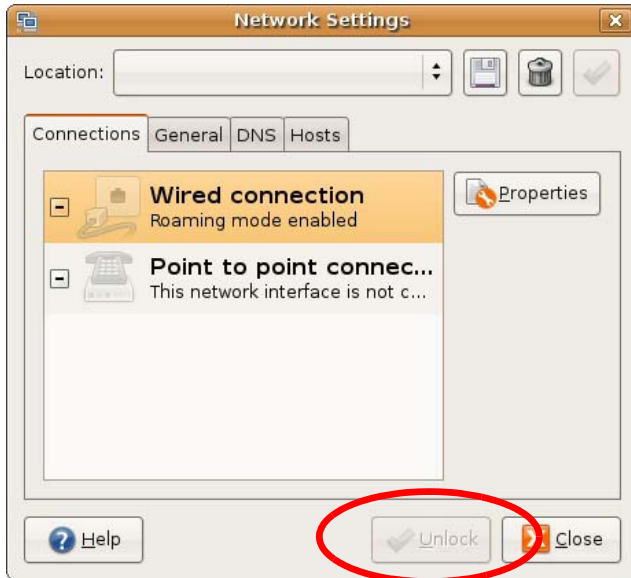 Network Settings
Location:
Connections General DNS Hosts
Wired connection
Roaming mode enabled
Properties
Point to point connec...
This network interface is not c...
Help Unlock Close